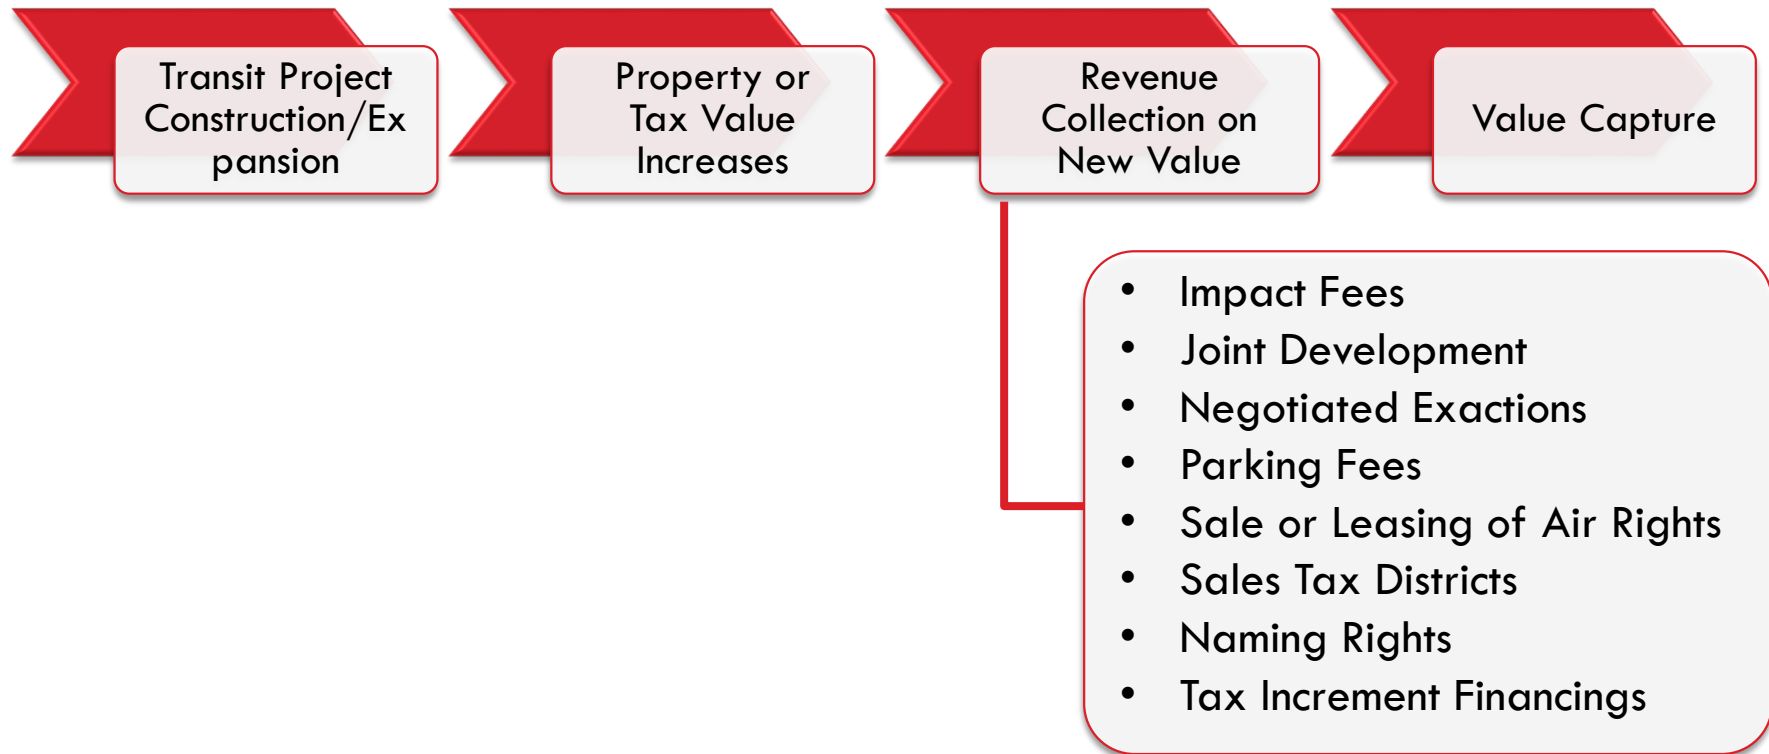 Transit Project
Construction/Ex
pansion
Property or
Tax Value
Increases
Revenue
Collection on
New Value
Value Capture
• Impact Fees
• Joint Development
• Negotiated Exactions
• Parking Fees
• Sale or Leasing of Air Rights
• Sales Tax Districts
• Naming Rights
• Tax Increment Financings